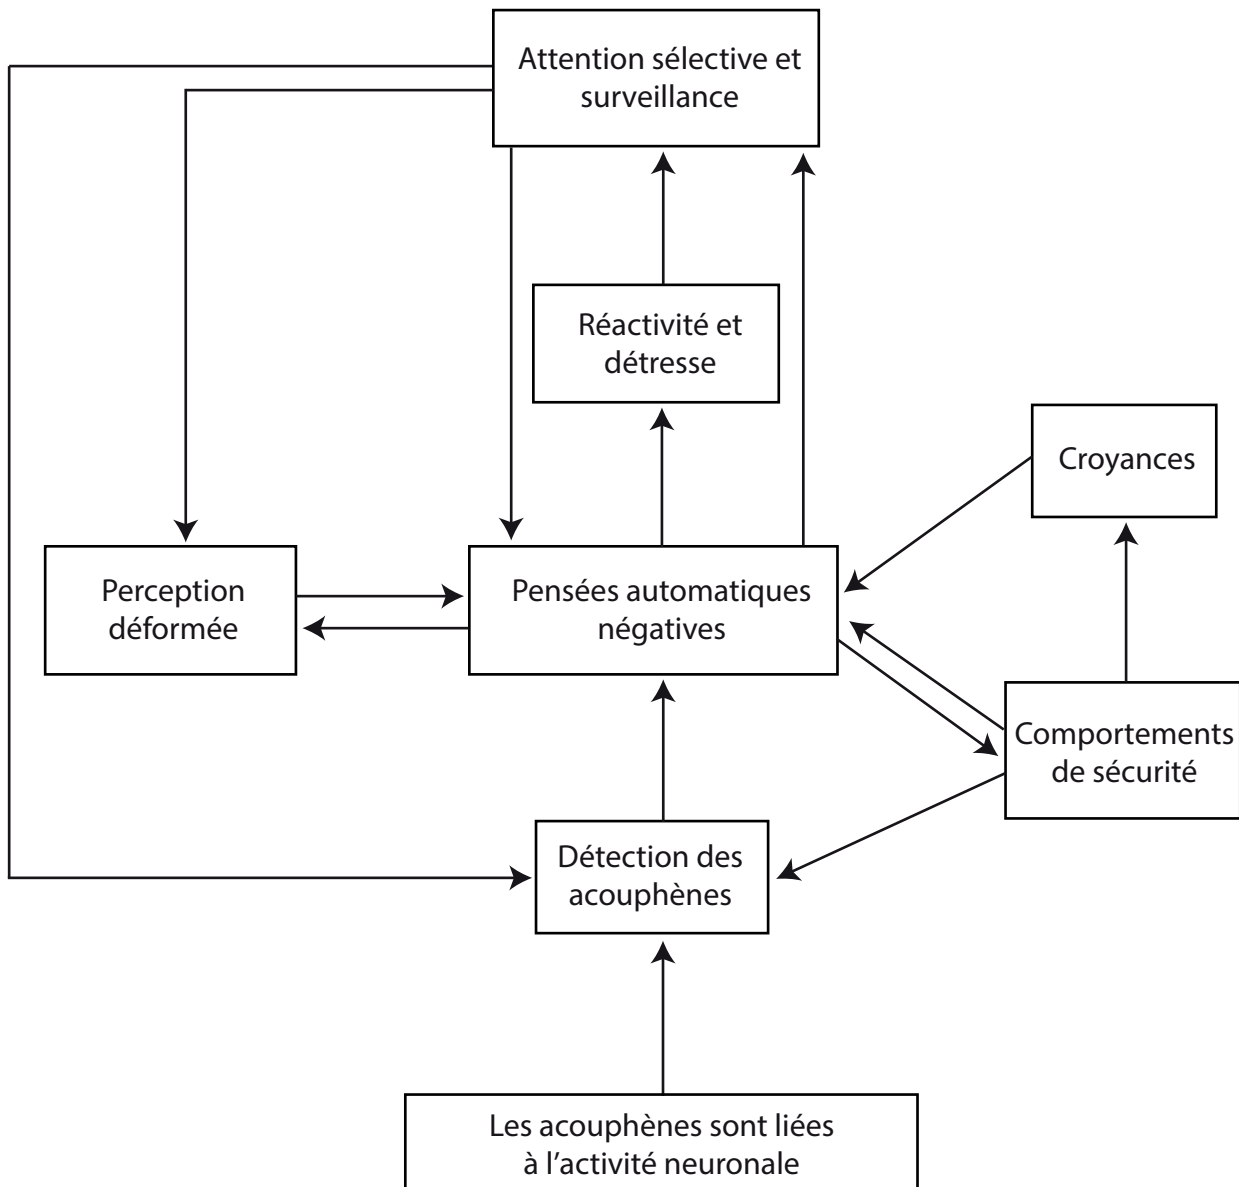 Attention sélective et
surveillance
Réactivité et
détresse
Croyances
Perception
déformée
Pensées automatiques
négatives
Comportements
de sécurité
Détection des
acouphènes
Les acouphènes sont liées
à l'activité neuronale